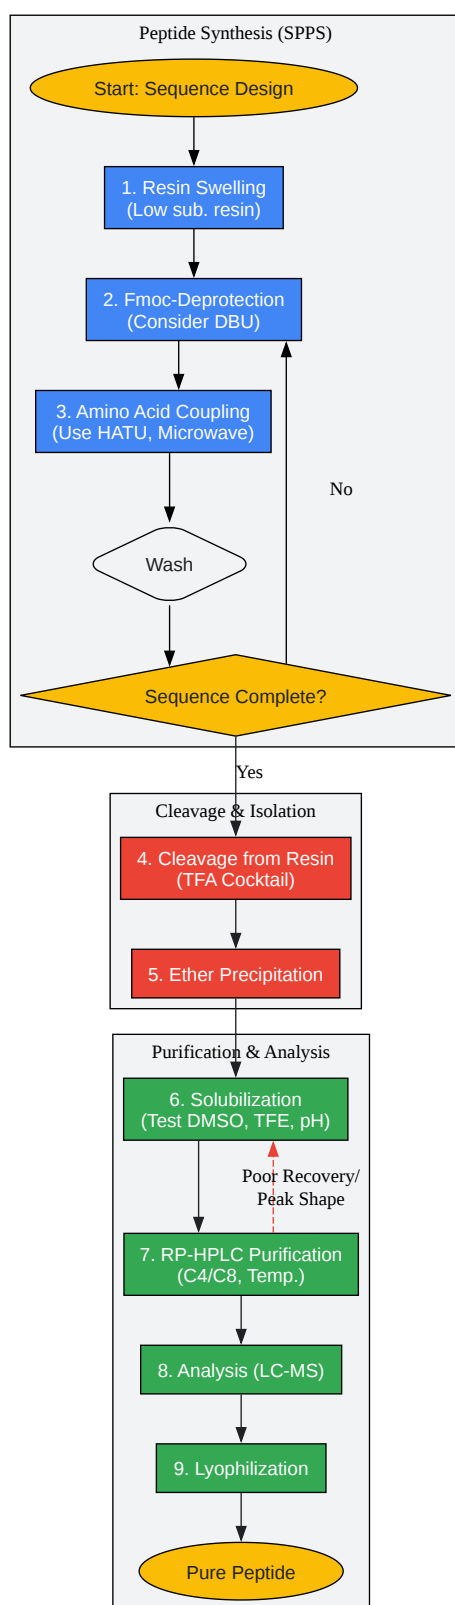 Peptide Synthesis (SPPS)
Start: Sequence Design
1. Resin Swelling
(Low sub. resin)
2. Fmoc-Deprotection
(Consider DBU)
3. Amino Acid Coupling
(Use HATU, Microwave)
No
Wash
Sequence Complete?
Yes
Cleavage & Isolation
4. Cleavage from Resin
(TFA Cocktail)
5. Ether Precipitation
Purification & Analysis
6. Solubilization
(Test DMSO, TFE, pH)
Poor Recovery/
Peak Shape
7. RP-HPLC Purification
(C4/C8, Temp.)
8. Analysis (LC-MS)
9. Lyophilization
Pure Peptide